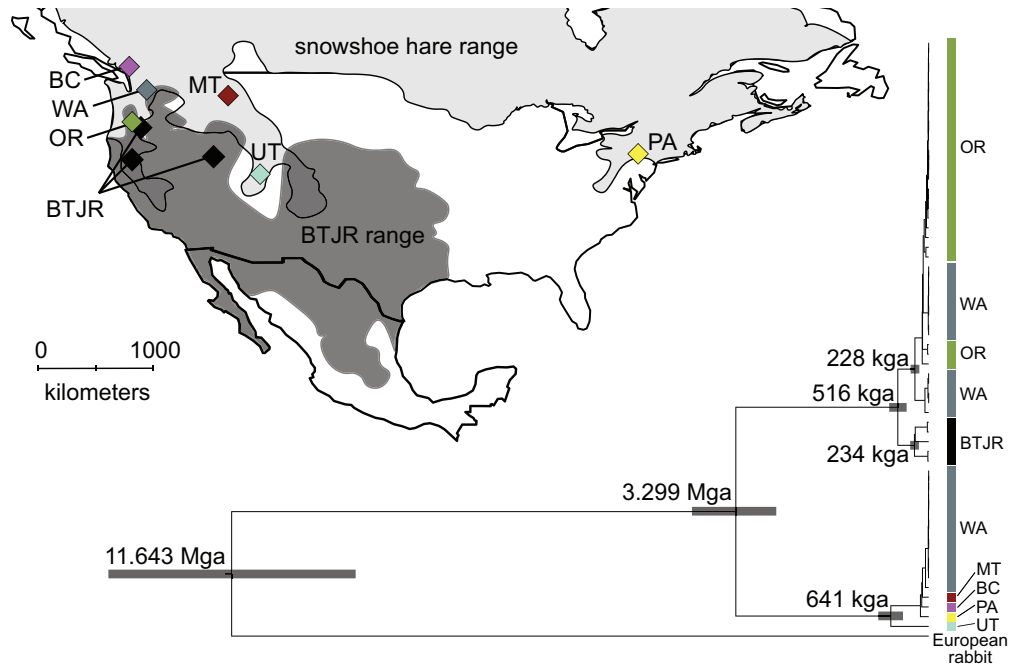 snowshoe hare range
BC
MT
WA
OR
PA
UT
BTJR
BTJR range
0 1000
kilometers
OR
WA
228 kga
OR
516 kga
WA
BTJR
234 kga
3.299 Mga
WA
11.643 Mga
MT
641 kga
BC
PA
UT
European
rabbit